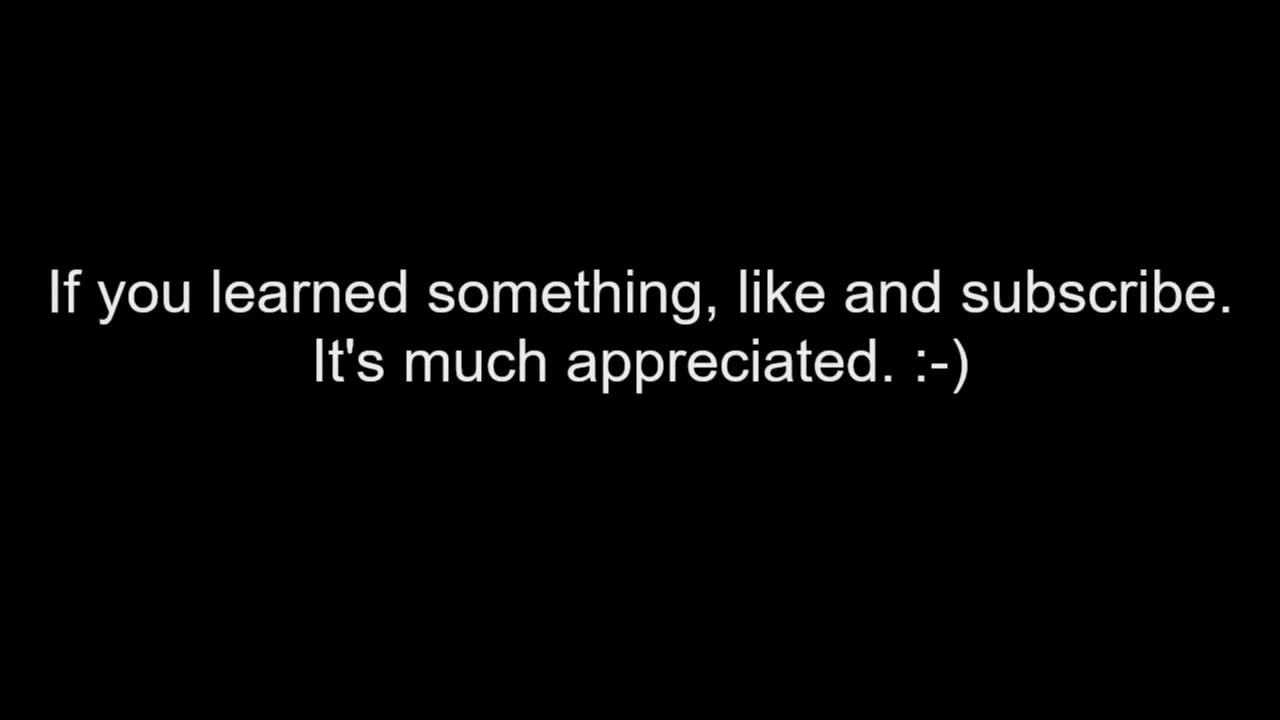 If you learned something, like and subscribe.
It's much appreciated. :-)